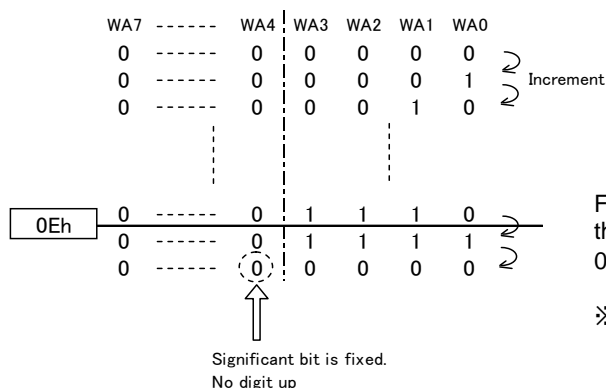 WA7 ------ WA4 WA3 WA2 WA1 WA0
0 ------ 0 0 0 0 0
0 ------ 0 0 0 0 1 Increment
0 ------ 0 0 0 1 0
0 ------ 0 1 1 1 0
0Eh
0 ------ 0 1 1 1 1
0 ------ 0 0 0 0 0
Significant bit is fixed.
No digit up
F
th
0
※